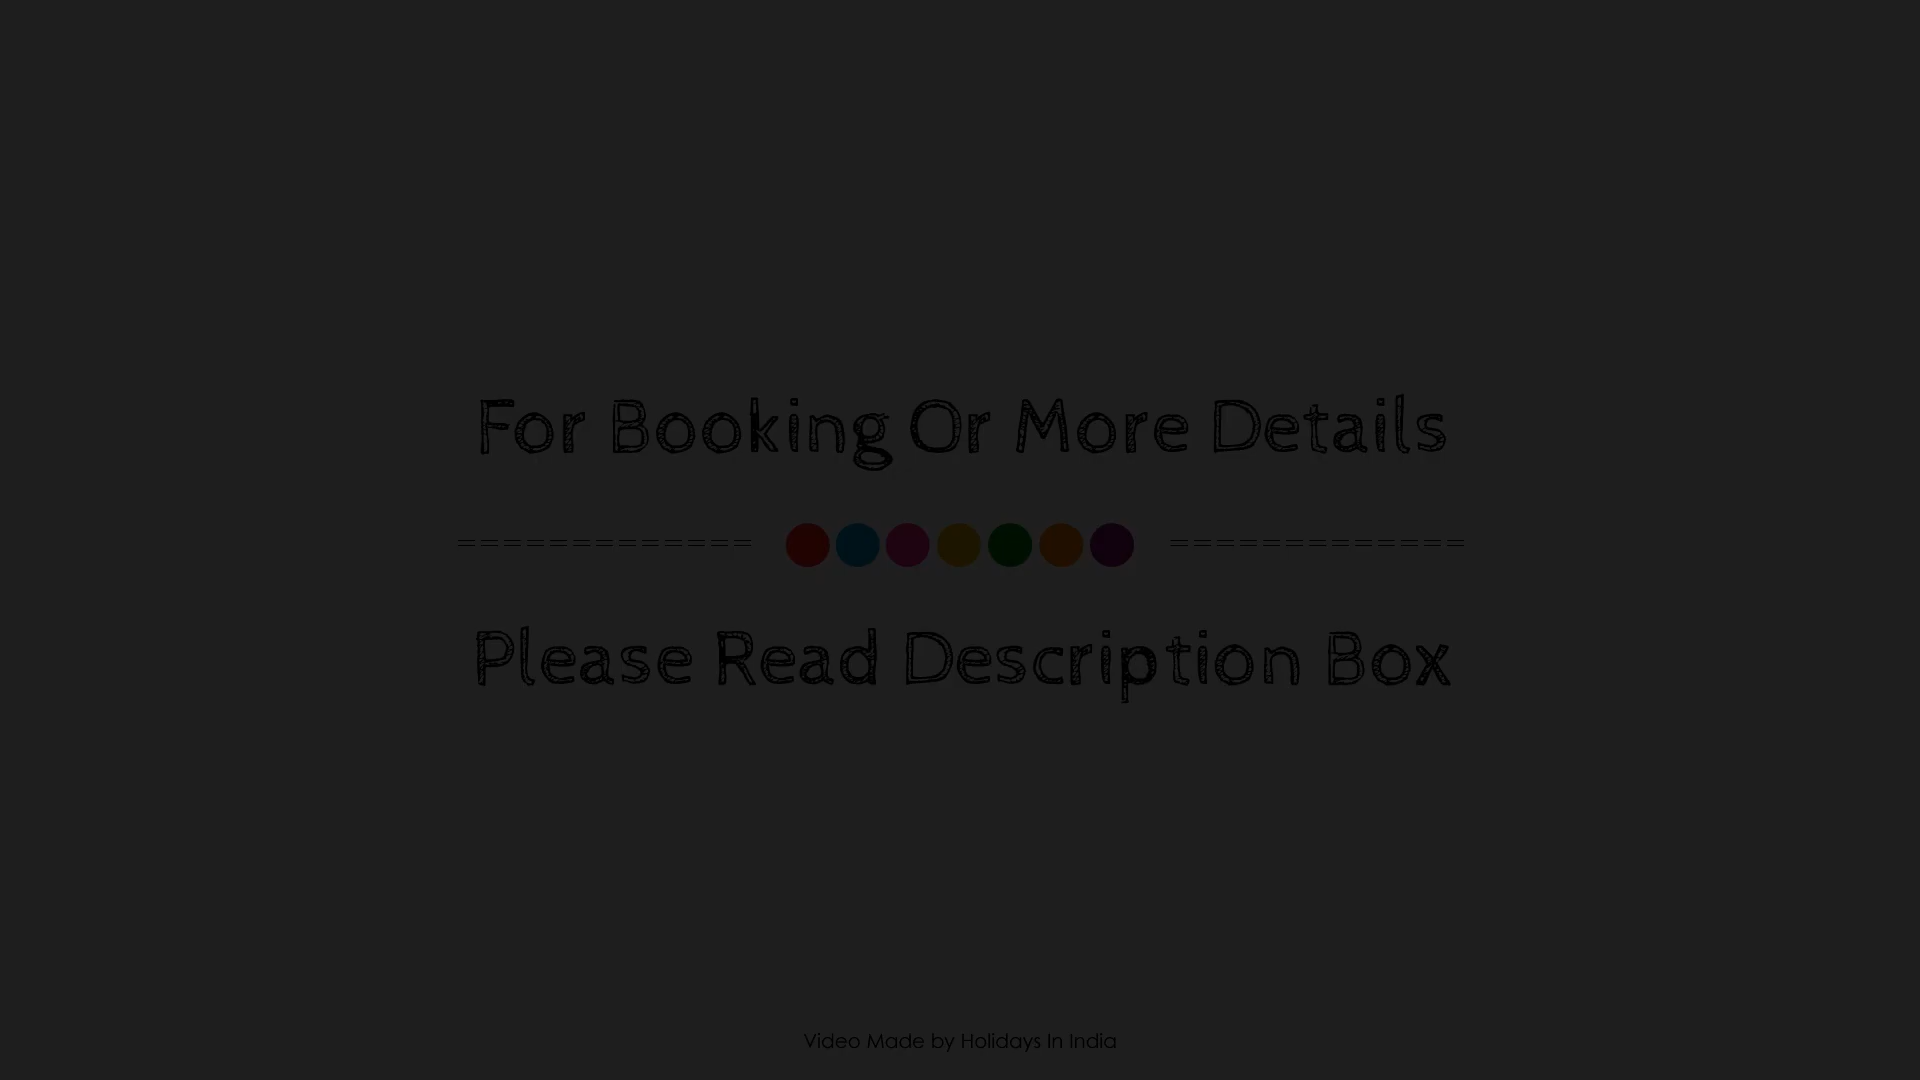 For Booking Or More Details
============= =============
Please Read Description Box
Video Made by Holidays In India